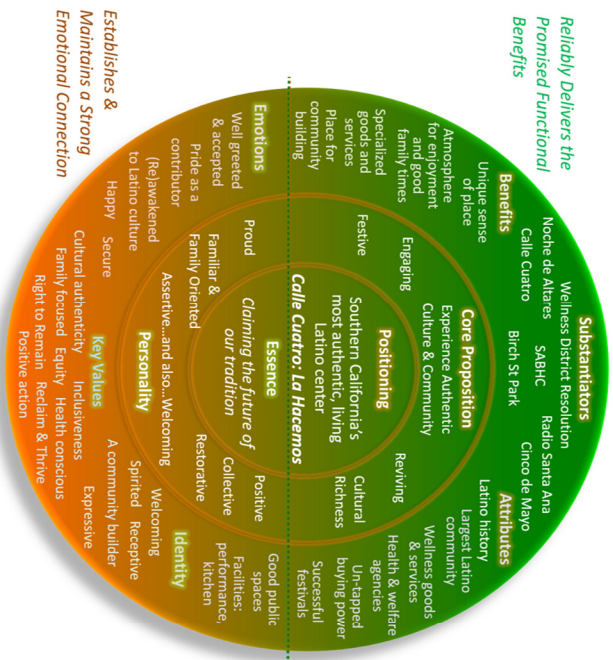 Reliably Delivers the
Promised Functional
Benefits
Establishes &
Maintains a Strong
Emotional Connection
Substantiators
Wellness District Resolution
Noche de Altares
SABHC
Radio Santa Ana
Calle Cuatro
Birch St Park
Cinco de Mayo
Benefits
Unique sense
of place
Atmosphere
for enjoyment
and good
family times
Specialized
goods and
services
Place for
community
building
Core Proposition
Experience Authentic
Culture & Community
Engaging
Festive
Reviving
Cultural
Richness
Attributes
Latino history
Largest Latino
community
Wellness goods
& services
Health & welfare
agencies
Un-tapped
buying power
Successful
festivals
Positioning
Southern California's
most authentic, living
Latino center
Calle Cuatro: La Hacemos
Essence
Claiming the future of
our tradition
Emotions
Well greeted
& accepted
Pride as a
contributor
(Re)awakened
to Latino culture
Happy
Secure
Proud
Familiar &
Family Oriented
Assertive...and also...Welcoming
Personality
Positive
Collective
Restorative
Good public
spaces
Facilities:
performance,
kitchen
Identity
Welcoming
Spirited
Receptive
A community builder
Expressive
Key Values
Cultural authenticity
Inclusiveness
Family focused
Equity
Health conscious
Right to Remain
Reclaim & Thrive
Positive action